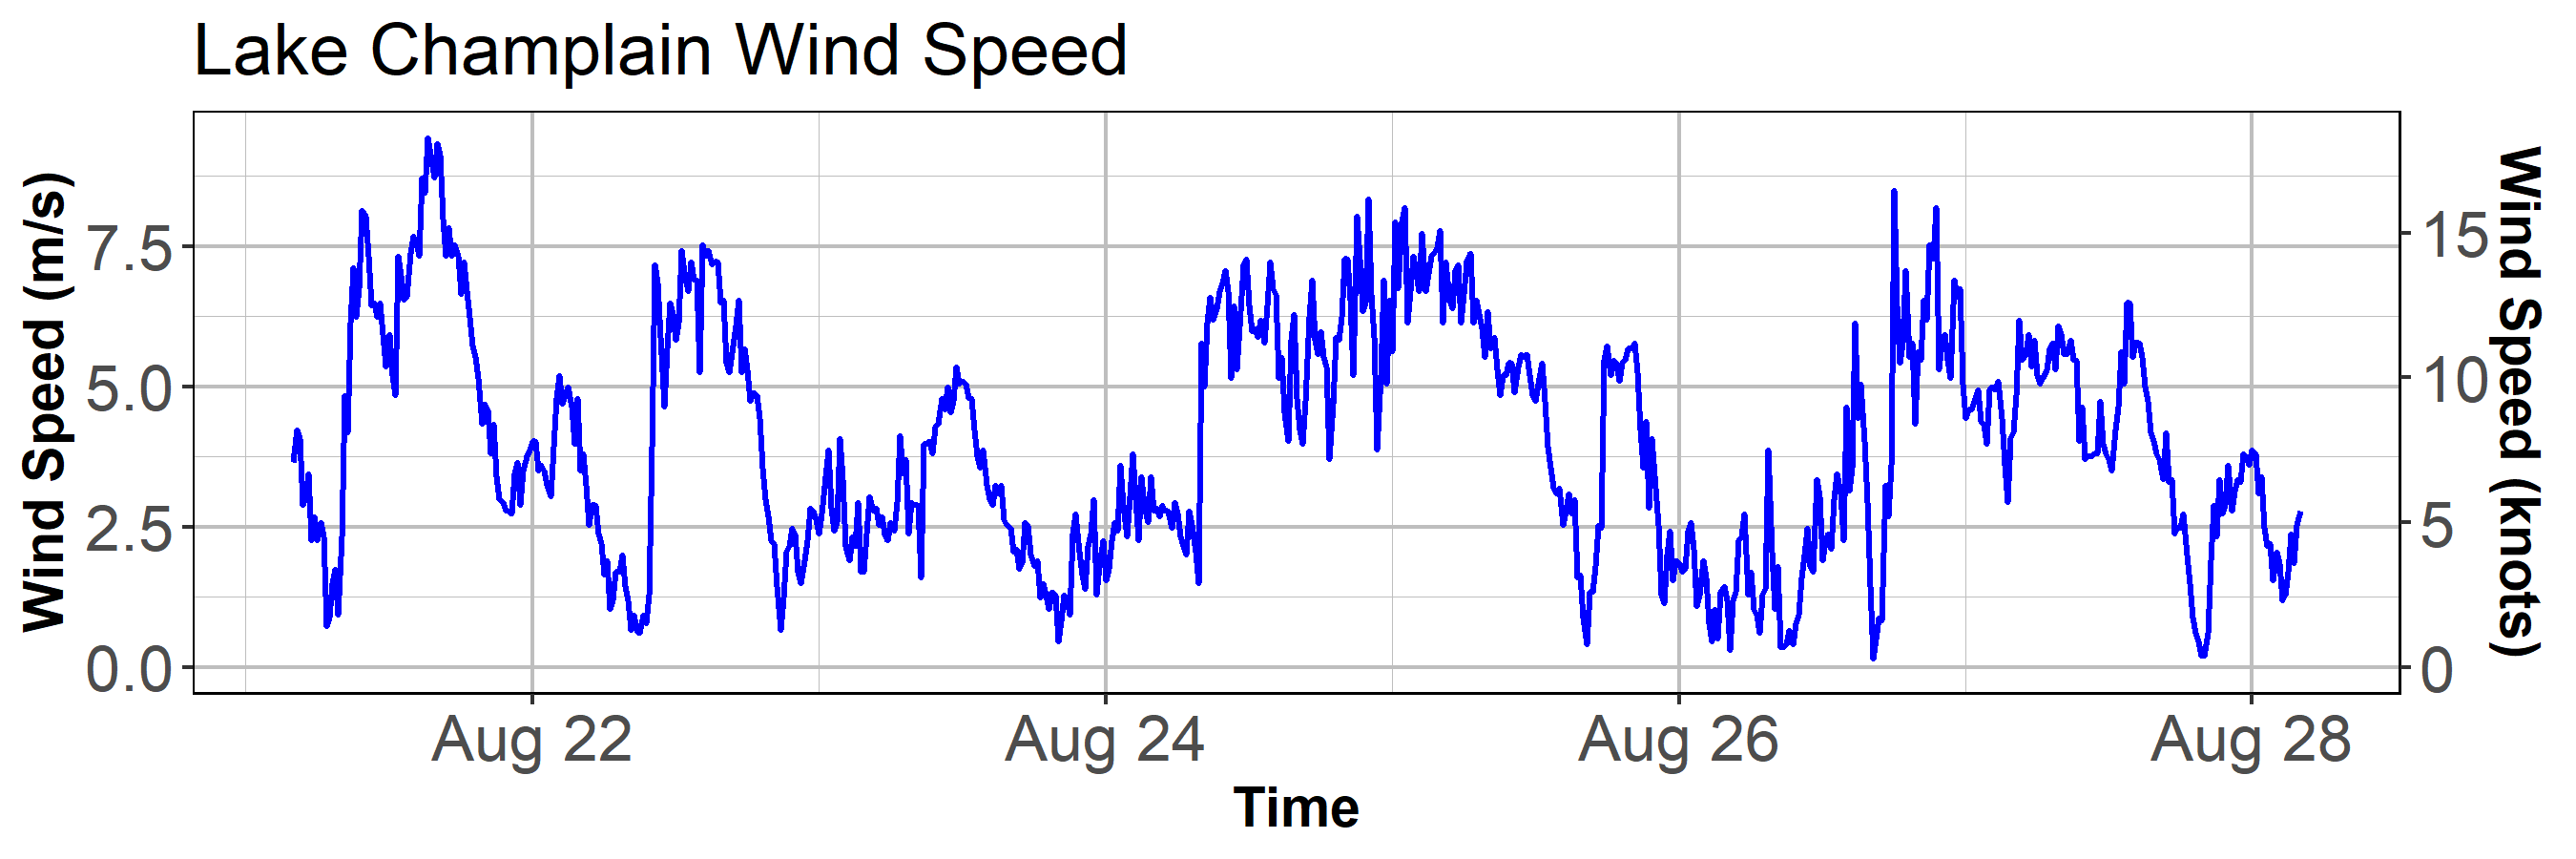 Lake Champlain Wind Speed
Wind Speed (m/s)
7.5
5.0
2.5
0.0
15
10
5
0
Wind Speed (knots)
Aug 22
Aug 24
Aug 26
Aug 28
Time